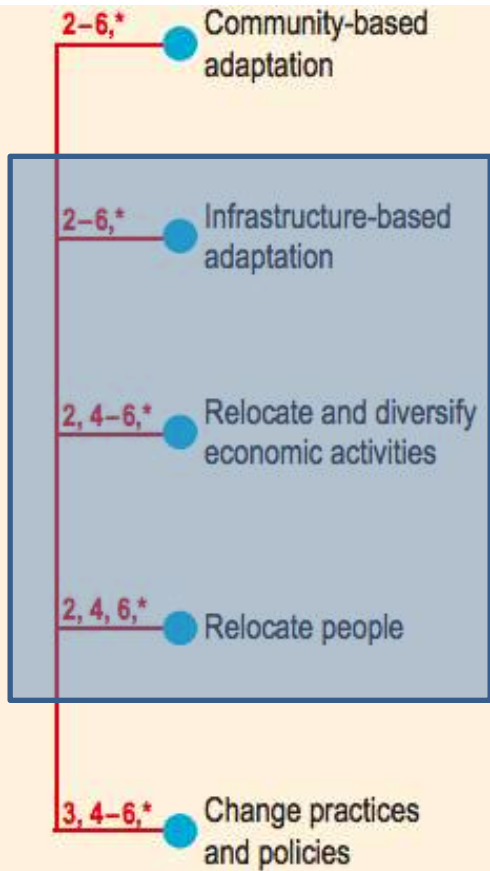 2–6,*
Community-based
adaptation
2–6,*
Infrastructure-based
adaptation
2, 4–6,*
Relocate and diversify
economic activities
2, 4, 6,*
Relocate people
3, 4–6,*
Change practices
and policies